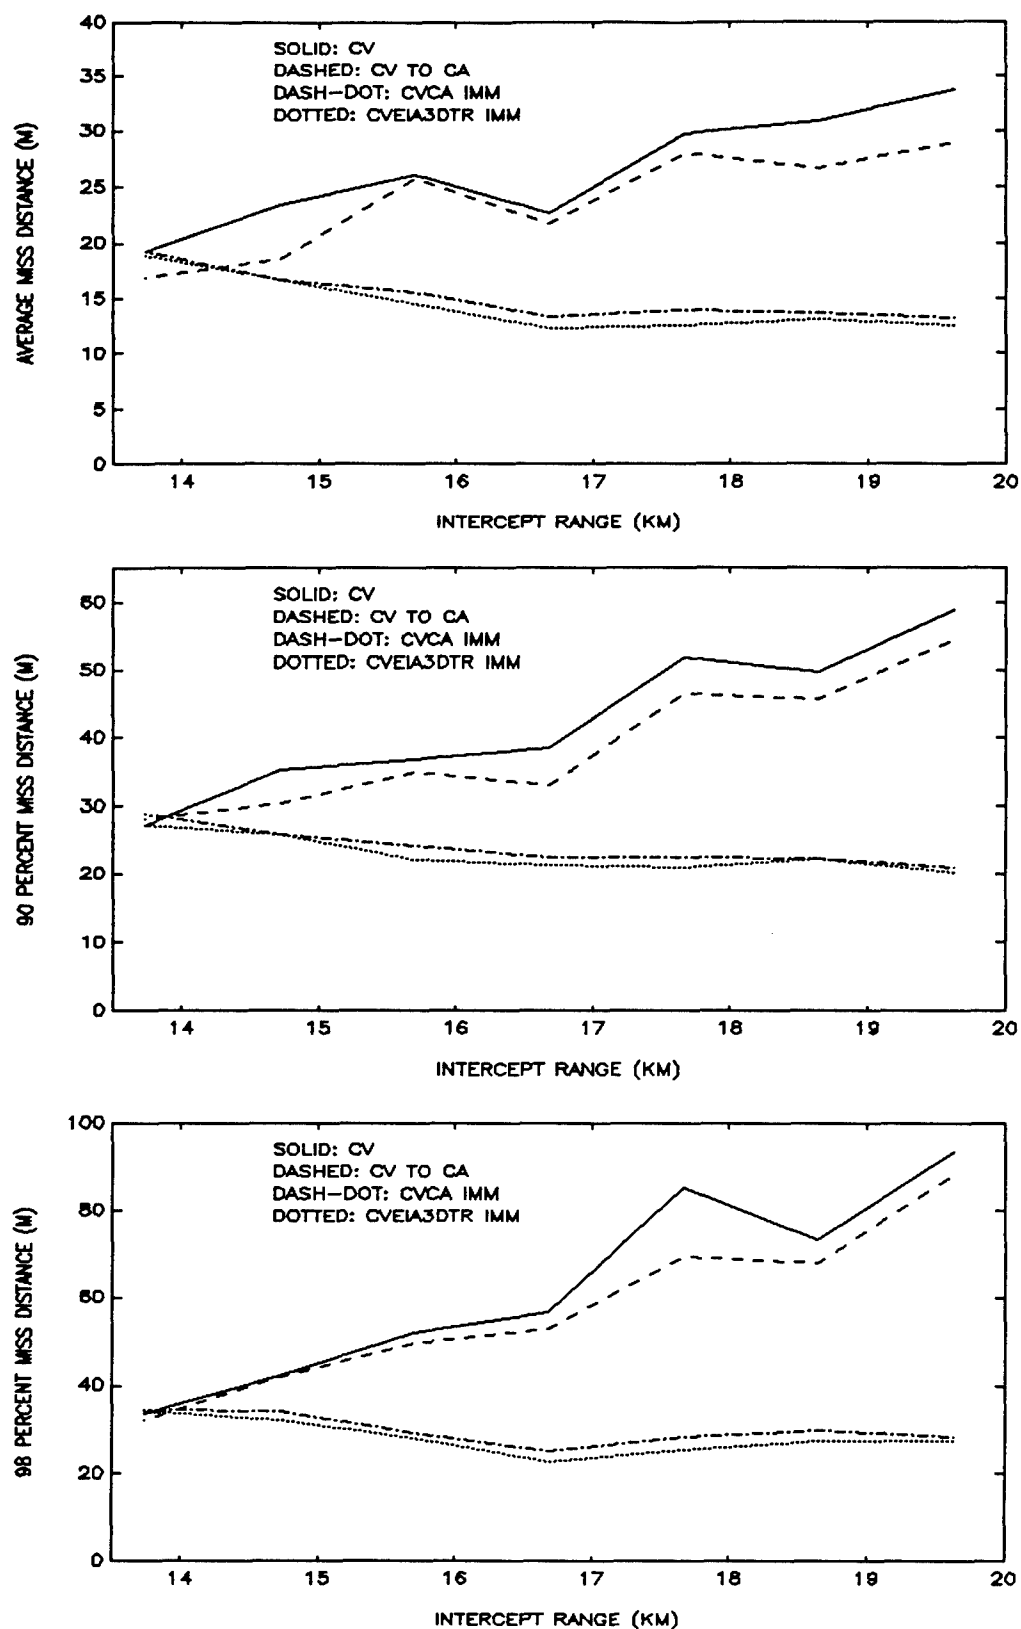 40
35
30
25
20
15
10
5
0
AVERAGE MISS DISTANCE (M)
SOLID: CV
DASHED: CV TO CA
DASH-DOT: CVCA IMM
DOTTED: CVEIA3DTR IMM
14 15 16 17 18 19 20
INTERCEPT RANGE (KM)
60
50
40
30
20
10
0
90 PERCENT MISS DISTANCE (M)
SOLID: CV
DASHED: CV TO CA
DASH-DOT: CVCA IMM
DOTTED: CVEIA3DTR IMM
14 15 16 17 18 19 20
INTERCEPT RANGE (KM)
100
80
60
40
20
0
98 PERCENT MISS DISTANCE (M)
SOLID: CV
DASHED: CV TO CA
DASH-DOT: CVCA IMM
DOTTED: CVEIA3DTR IMM
14 15 16 17 18 19 20
INTERCEPT RANGE (KM)